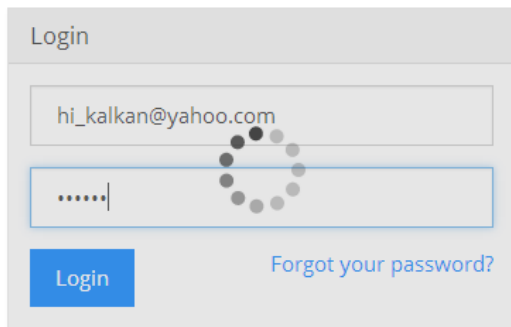 Login
hi_kalkan@yahoo.com
••••••
Login
Forgot your password?